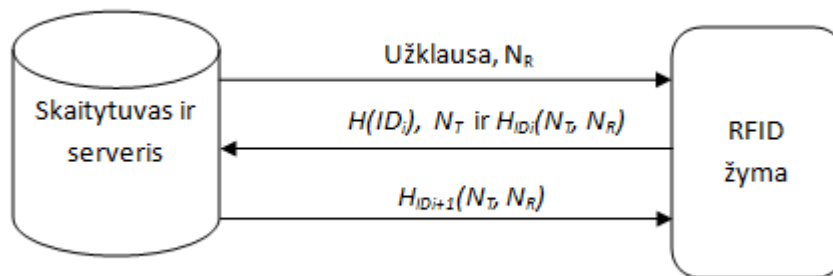 Skaitytuvas ir
serveris
Užklausa, N_R
H(ID_i), N_T ir H_IDi(N_T, N_R)
H_IDi+1(N_T, N_R)
RFID
žyma